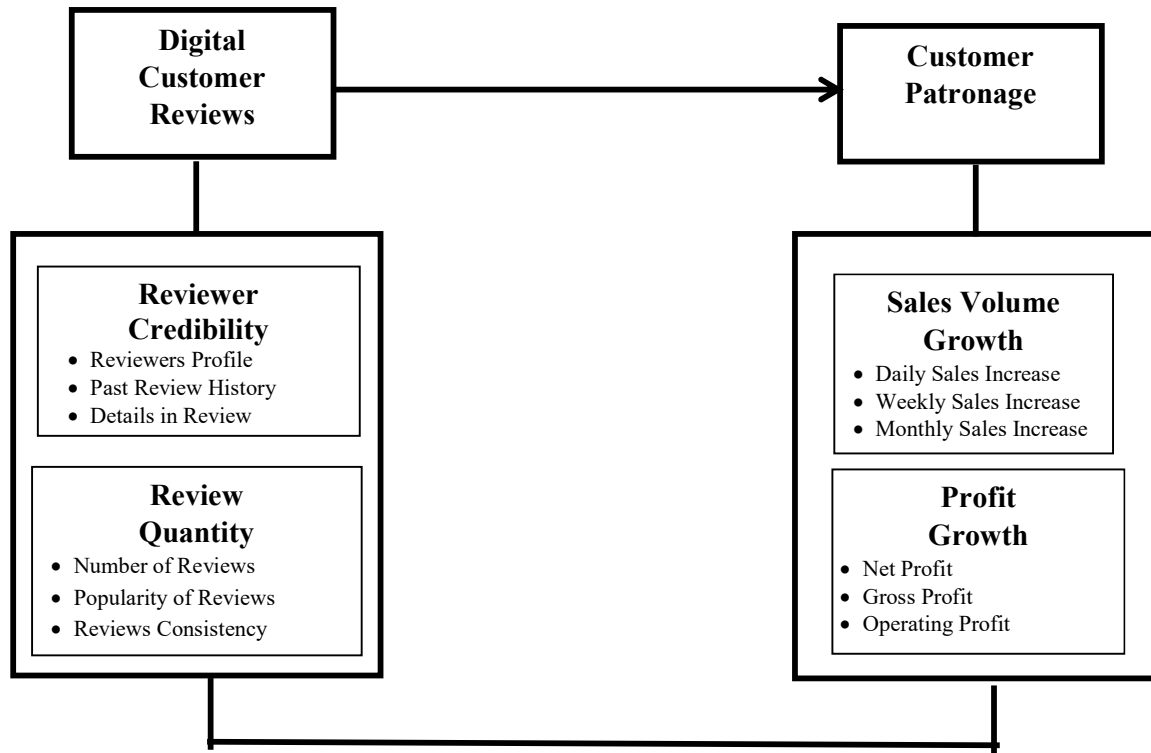 Digital
Customer
Reviews
Customer
Patronage
Reviewer
Credibility
• Reviewers Profile
• Past Review History
• Details in Review
Review
Quantity
• Number of Reviews
• Popularity of Reviews
• Reviews Consistency
Sales Volume
Growth
• Daily Sales Increase
• Weekly Sales Increase
• Monthly Sales Increase
Profit
Growth
• Net Profit
• Gross Profit
• Operating Profit